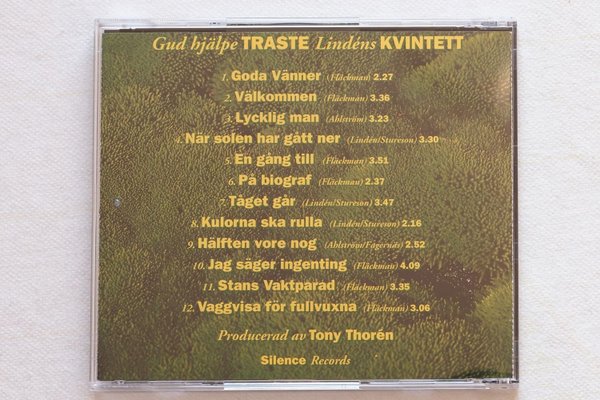 Gud hjälpe TRASTE Lindéns KVINTETT
1. Goda Vänner (Fläckman) 2.27
2. Välkommen (Fläckman) 3.36
3. Lycklig man (Ahlström) 3.23
4. När solen har gått ner (Lindén/Stureson) 3.30
5. En gång till (Fläckman) 3.51
6. På biograf (Fläckman) 2.37
7. Tåget går (Lindén/Stureson) 3.47
8. Kulorna ska rulla (Lindén/Stureson) 2.16
9. Hälften vore nog (Ahlström/Fagernäs) 2.52
10. Jag säger ingenting (Fläckman) 4.09
11. Stans Vaktparad (Fläckman) 3.35
12. Vaggvisa för fullvuxna (Fläckman) 3.06
Producerad av Tony Thorén
Silence Records